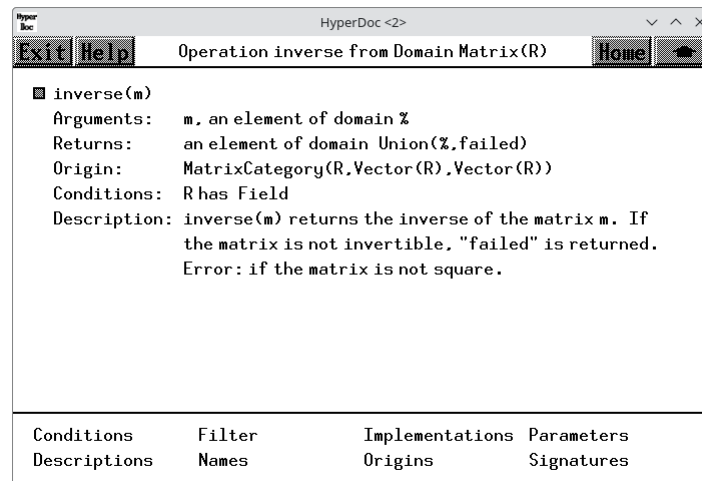 Hyper
Doc
HyperDoc <2>
Exit Help Operation inverse from Domain Matrix(R) Home
inverse(m)
Arguments: m, an element of domain %
Returns: an element of domain Union(%,failed)
Origin: MatrixCategory(R,Vector(R),Vector(R))
Conditions: R has Field
Description: inverse(m) returns the inverse of the matrix m. If
the matrix is not invertible, "failed" is returned.
Error: if the matrix is not square.
Conditions Filter Implementations Parameters
Descriptions Names Origins Signatures